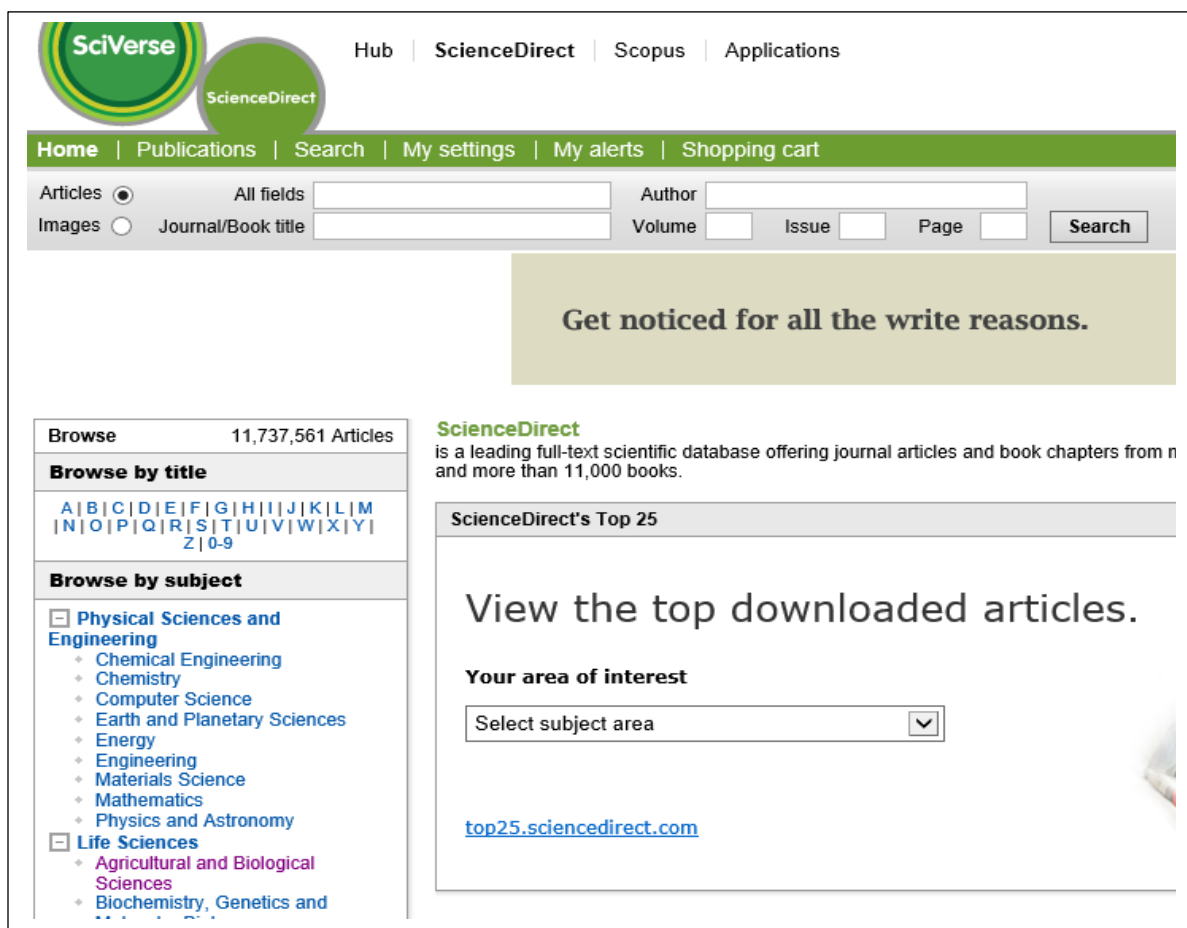 SciVerse
ScienceDirect
Hub | ScienceDirect | Scopus | Applications
Home | Publications | Search | My settings | My alerts | Shopping cart
Articles All fields Author
Images Journal/Book title Volume Issue Page Search
Get noticed for all the write reasons.
Browse 11,737,561 Articles
Browse by title
A | B | C | D | E | F | G | H | I | J | K | L | M
| N | O | P | Q | R | S | T | U | V | W | X | Y |
Z | 0-9
Browse by subject
Physical Sciences and
Engineering
Chemical Engineering
Chemistry
Computer Science
Earth and Planetary Sciences
Energy
Engineering
Materials Science
Mathematics
Physics and Astronomy
Life Sciences
Agricultural and Biological
Sciences
Biochemistry, Genetics and
ScienceDirect
is a leading full-text scientific database offering journal articles and book chapters from
and more than 11,000 books.
ScienceDirect's Top 25
View the top downloaded articles.
Your area of interest
Select subject area
top25.sciencedirect.com